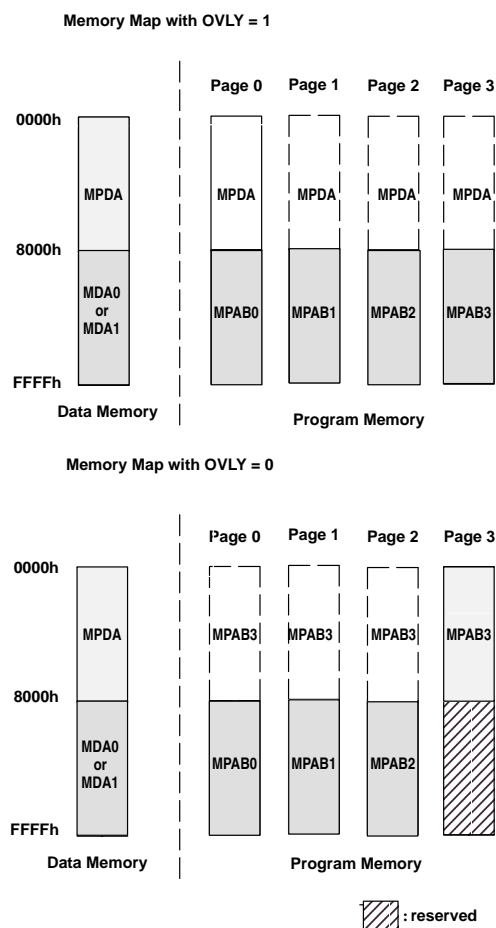 Memory Map with OVLY = 1
Page 0 Page 1 Page 2 Page 3
0000h
MPDA MPDA MPDA MPDA MPDA
8000h
MDA0
or
MDA1
MPAB0 MPAB1 MPAB2 MPAB3
FFFFh
Data Memory Program Memory
Memory Map with OVLY = 0
Page 0 Page 1 Page 2 Page 3
0000h
MPDA MPAB3 MPAB3 MPAB3 MPAB3
8000h
MDA0
or
MDA1
MPAB0 MPAB1 MPAB2
FFFFh
Data Memory Program Memory
: reserved